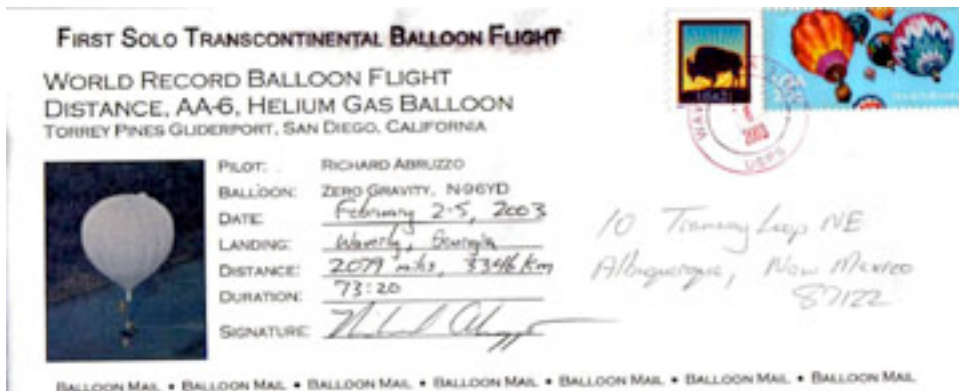 FIRST SOLO TRANSCONTINENTAL BALLOON FLIGHT
WORLD RECORD BALLOON FLIGHT
DISTANCE, AA-6, HELIUM GAS BALLOON
TORREY PINES GLIDERPORT, SAN DIEGO, CALIFORNIA
PILOT: RICHARD ABRUZZO
BALLOON: ZERO GRAVITY, N-96YD
DATE: February 2-5, 2003
LANDING: Waverly, Georgia
DISTANCE: 2079 miles, 3346 Km
DURATION: 73:20
SIGNATURE:
10 Tramway Loop NE
Albuquerque, New Mexico
87122
USPS
2003
BALLOON MAIL • BALLOON MAIL • BALLOON MAIL • BALLOON MAIL • BALLOON MAIL • BALLOON MAIL • BALLOON MAIL